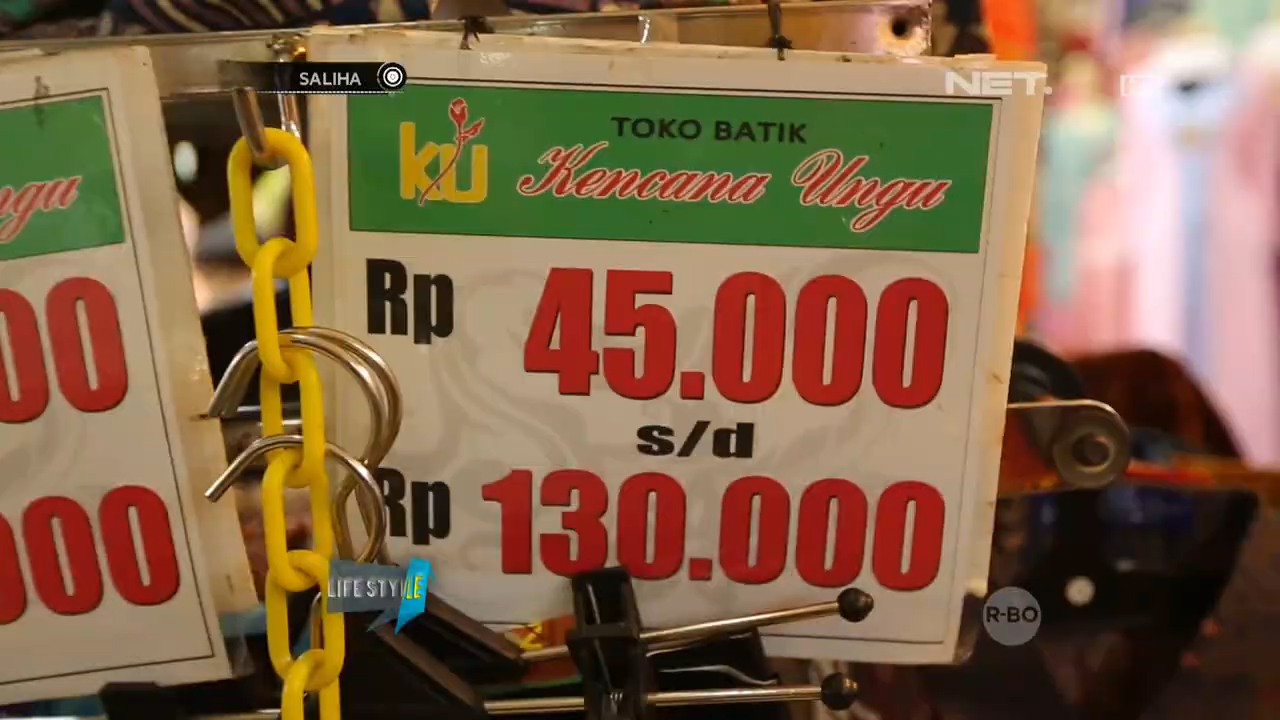 SALIHA
NET.
KU
TOKO BATIK
Kencana Ungu
Rp 45.000
s/d
Rp 130.000
ngu
00
000
LIFESTYLE
R-BO